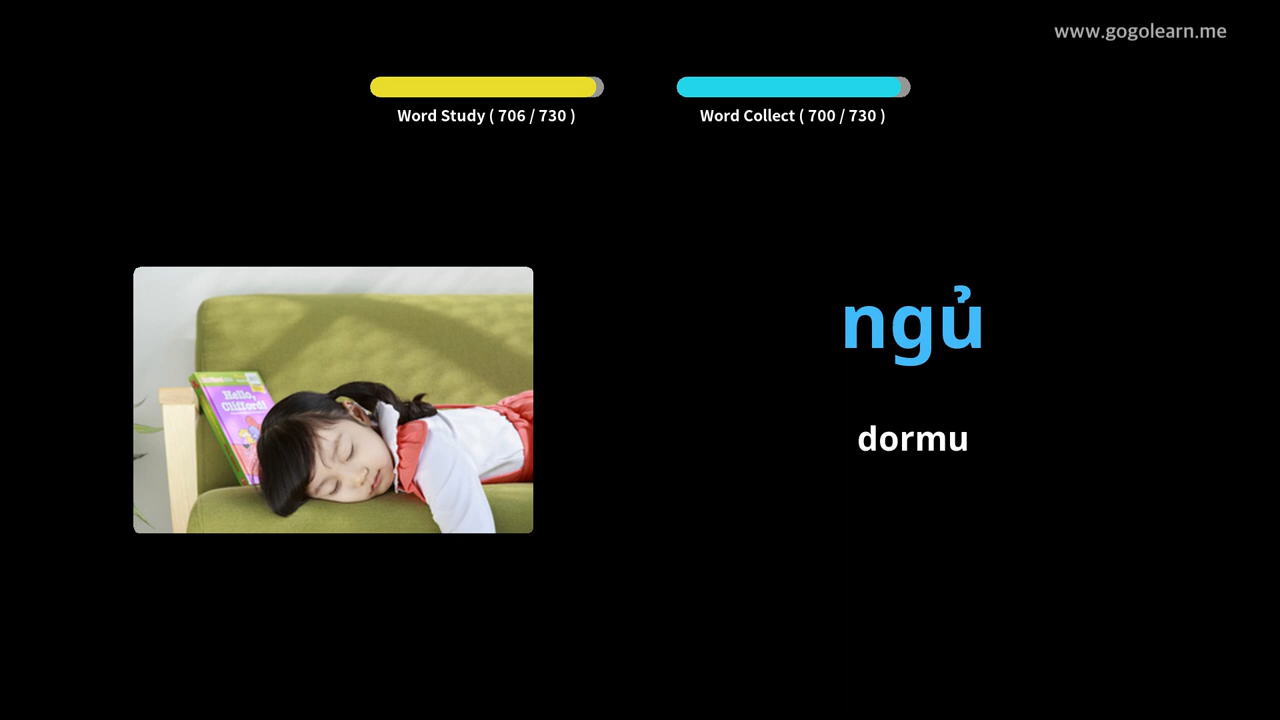 www.gogolearn.me
Word Study ( 706 / 730 )
Word Collect ( 700 / 730 )
Hello,
Clifford!
ngủ
dormu